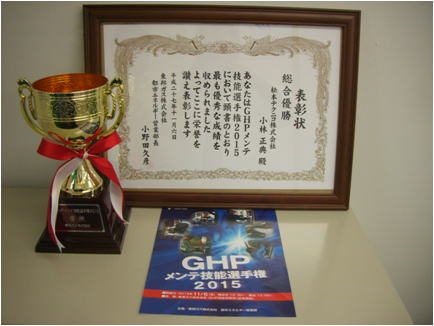 表彰状
総合優勝
松本テクニコ株式会社
小林 正典 殿
あなたはGHPメンテ
技能選手権2015
において頭書のとおり
最も優秀な成績を
収められました
よってここに栄誉を
讃え表彰します
平成二十七年十一月六日
東邦ガス株式会社
都市エネルギー営業部長
小野田久彦
優勝
GHP
メンテ技能選手権
2015